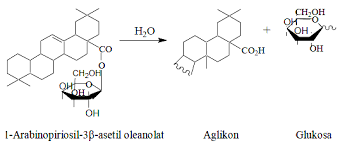 H₂O
CO
O
CH₂OH
OH
O
OH
OH
OH
CO₂H
+
CH₂OH
OH
O
OH
OH
OH
1-Arabinopiriosil-3β-asetil oleanolat
Aglikon
Glukosa